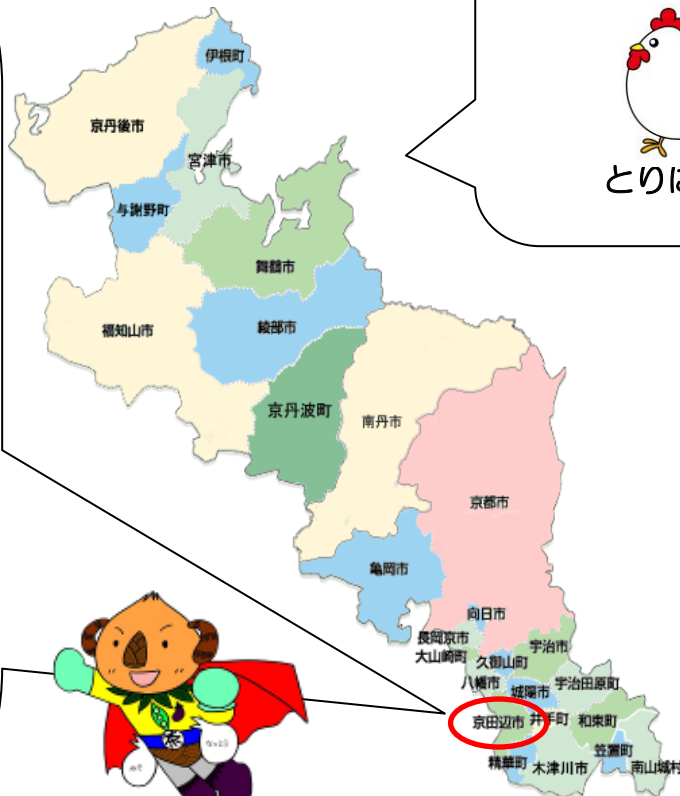 伊根町
京丹後市
宮津市
とりに
与謝野町
舞鶴市
福知山市
綾部市
京丹波町
南丹市
京都市
亀岡市
向日市
長岡京市
大山崎町
宇治市
久御山町
八幡市
城陽市
宇治田原町
京田辺市
井手町
和束町
笠置町
精華町
木津川市
南山城村